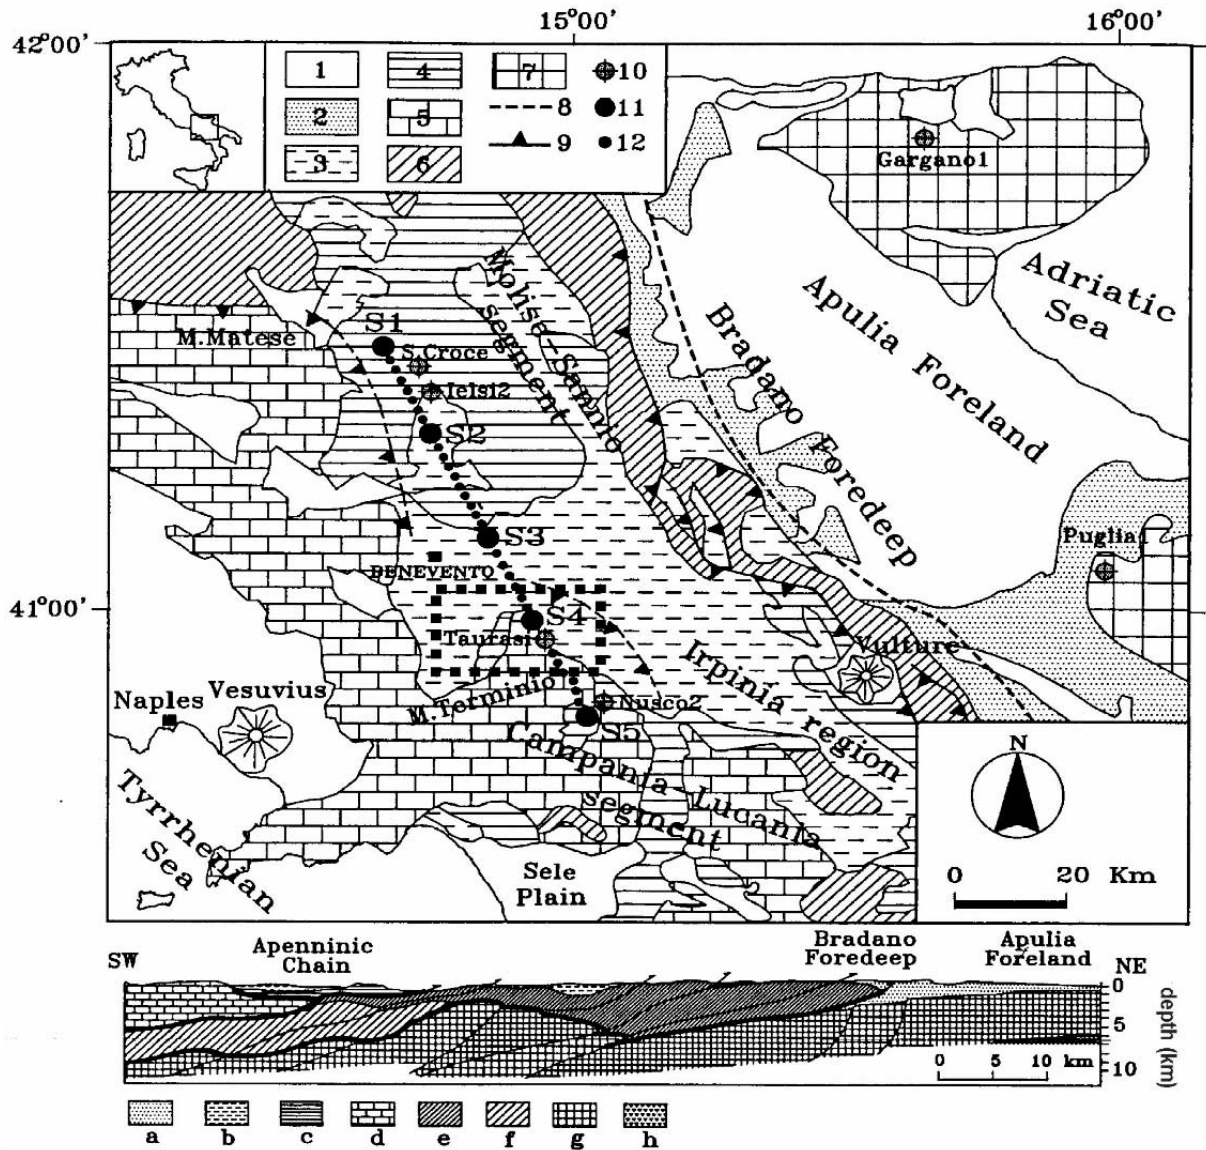 15°00'
16°00'
42°00'
1
4
7
10
2
5
8
11
3
6
9
12
Gargano1
Adriatic
Sea
Apulia Foreland
Bradano Foredeep
Molise-Sannio
segment
M.Matese
S1
S.Croce
Ielsi2
S2
S3
Puglia1
BENEVENTO
41°00'
S4
Taurasi
Vulture
Irpinia region
M.Terminio
Nusco2
S5
Naples
Vesuvius
Campania-Lucania
segment
N
Tyrrhenian
Sea
Sele
Plain
0 20 Km
SW
Apenninic
Chain
Bradano
Foredeep
Apulia
Foreland
NE
0
5
10
depth (km)
0 5 10
km
a b c d e f g h